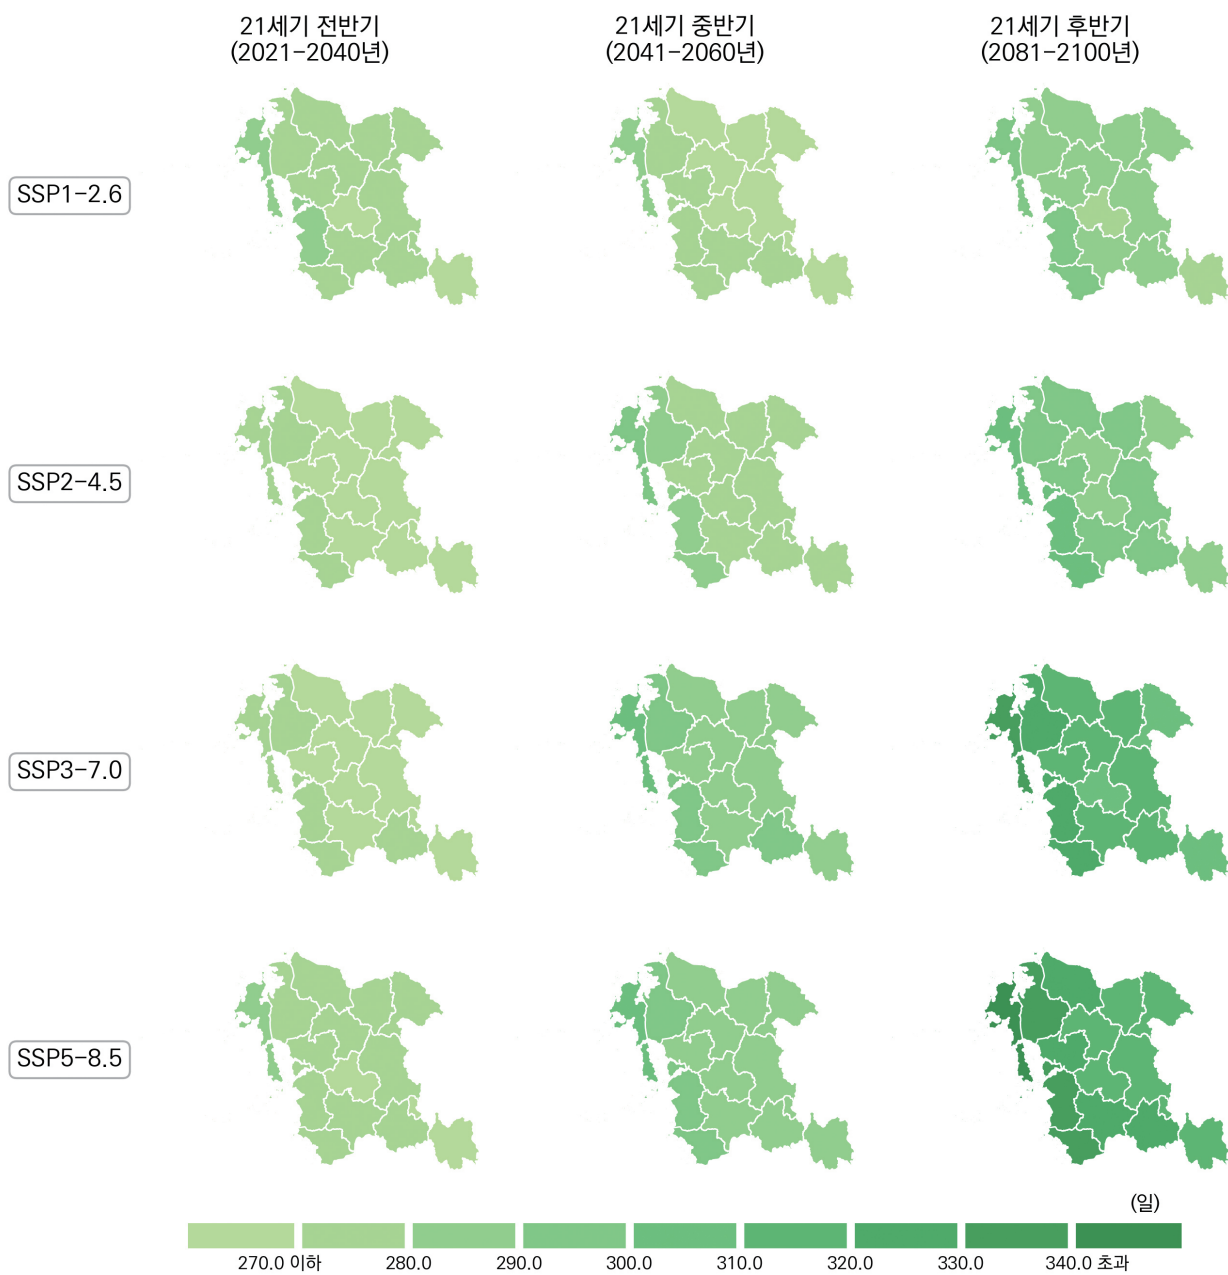 21세기 전반기
(2021-2040년)
21세기 중반기
(2041-2060년)
21세기 후반기
(2081-2100년)
SSP1-2.6
SSP2-4.5
SSP3-7.0
SSP5-8.5
(일)
270.0 이하 280.0 290.0 300.0 310.0 320.0 330.0 340.0 초과